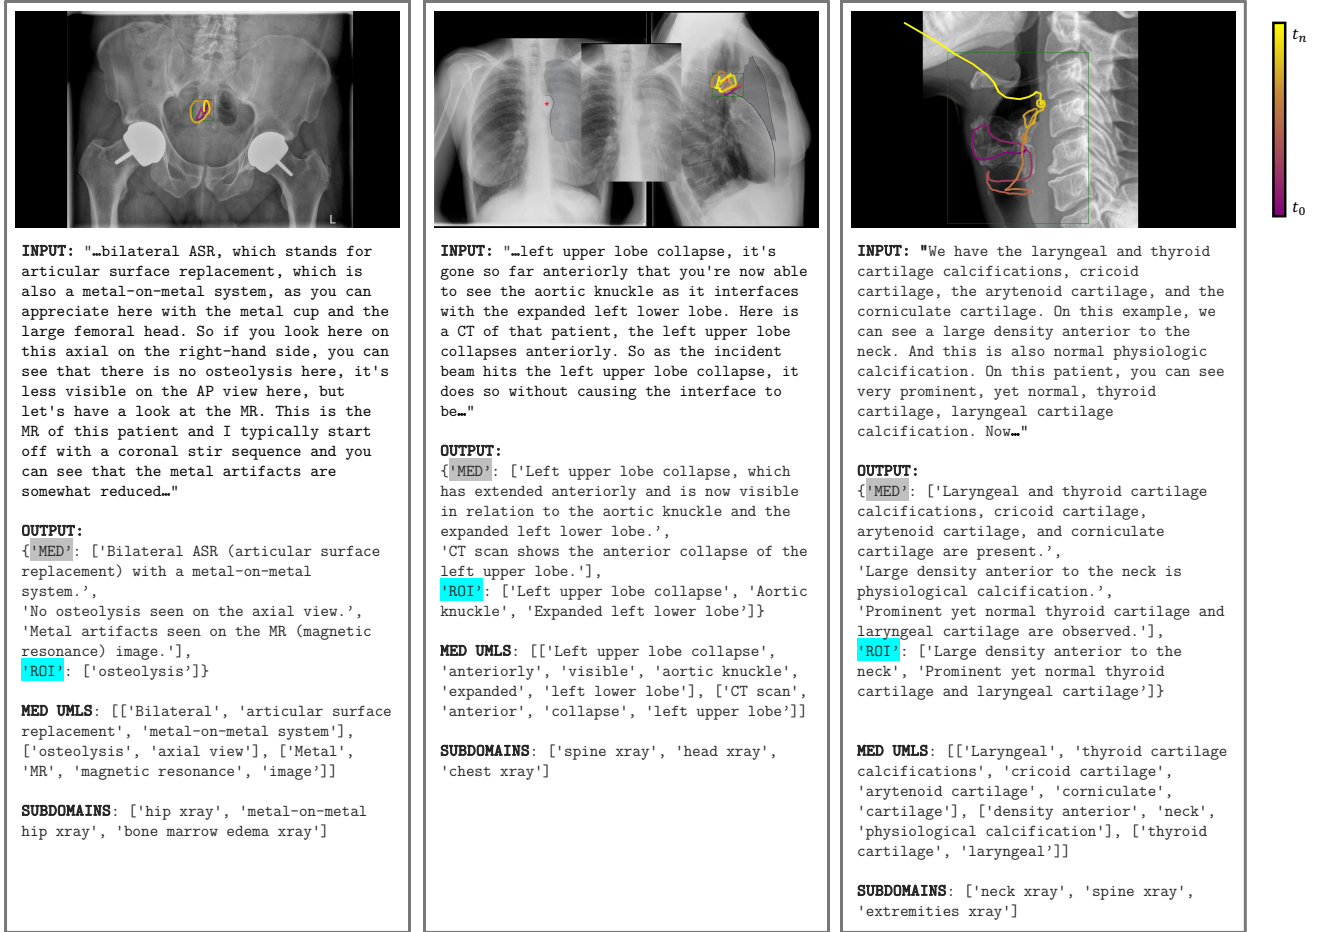 L
INPUT: "…bilateral ASR, which stands for
articular surface replacement, which is
also a metal-on-metal system, as you can
appreciate here with the metal cup and the
large femoral head. So if you look here on
this axial on the right-hand side, you can
see that there is no osteolysis here, it's
less visible on the AP view here, but
let's have a look at the MR. This is the
MR of this patient and I typically start
off with a coronal stir sequence and you
can see that the metal artifacts are
somewhat reduced…"
OUTPUT:
{'MED’: ['Bilateral ASR (articular surface
replacement) with a metal-on-metal
system.’,
'No osteolysis seen on the axial view.’,
'Metal artifacts seen on the MR (magnetic
resonance) image.'],
'ROI’: ['osteolysis’]}
MED UMLS: [['Bilateral', 'articular surface
replacement', 'metal-on-metal system'],
['osteolysis', 'axial view'], ['Metal',
'MR', 'magnetic resonance', 'image’]]
SUBDOMAINS: ['hip xray', 'metal-on-metal
hip xray', 'bone marrow edema xray']
INPUT: "…left upper lobe collapse, it's
gone so far anteriorly that you're now able
to see the aortic knuckle as it interfaces
with the expanded left lower lobe. Here is
a CT of that patient, the left upper lobe
collapses anteriorly. So as the incident
beam hits the left upper lobe collapse, it
does so without causing the interface to
be…"
OUTPUT:
{'MED’: ['Left upper lobe collapse, which
has extended anteriorly and is now visible
in relation to the aortic knuckle and the
expanded left lower lobe.’,
'CT scan shows the anterior collapse of the
left upper lobe.'],
'ROI’: ['Left upper lobe collapse', 'Aortic
knuckle', 'Expanded left lower lobe']}
MED UMLS: [['Left upper lobe collapse',
'anteriorly', 'visible', 'aortic knuckle',
'expanded', 'left lower lobe'], ['CT scan',
'anterior', 'collapse', 'left upper lobe']]
SUBDOMAINS: ['spine xray', 'head xray',
'chest xray']
INPUT: "We have the laryngeal and thyroid
cartilage calcifications, cricoid
cartilage, the arytenoid cartilage, and the
corniculate cartilage. On this example, we
can see a large density anterior to the
neck. And this is also normal physiologic
calcification. On this patient, you can see
very prominent, yet normal, thyroid
cartilage, laryngeal cartilage
calcification. Now…"
OUTPUT:
{'MED’: ['Laryngeal and thyroid cartilage
calcifications, cricoid cartilage,
arytenoid cartilage, and corniculate
cartilage are present.’,
'Large density anterior to the neck is
physiological calcification.’,
'Prominent yet normal thyroid cartilage and
laryngeal cartilage are observed.'],
'ROI’: ['Large density anterior to the
neck’, 'Prominent yet normal thyroid
cartilage and laryngeal cartilage’]}
MED UMLS: [['Laryngeal', 'thyroid cartilage
calcifications', 'cricoid cartilage',
'arytenoid cartilage', 'corniculate',
'cartilage'], ['density anterior', 'neck',
'physiological calcification'], ['thyroid
cartilage', 'laryngeal’]]
SUBDOMAINS: ['neck xray', 'spine xray',
'extremities xray']
tn
t0